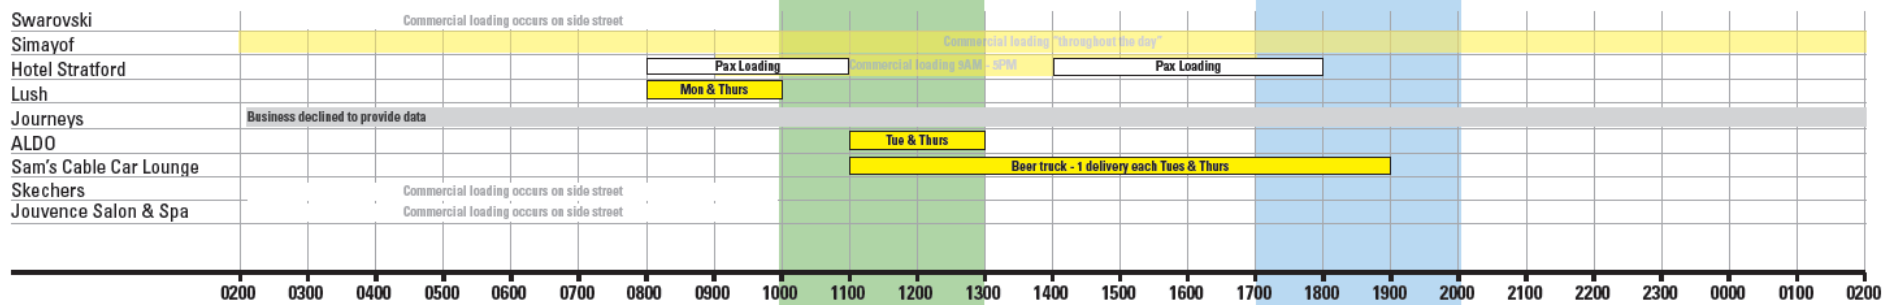 Swarovski Commercial loading occurs on side street
Simayof Commercial loading "throughout the day"
Hotel Stratford Pax Loading Commercial loading 9AM - 5PM Pax Loading
Lush Mon & Thurs
Journeys Business declined to provide data
ALDO Tue & Thurs
Sam's Cable Car Lounge Beer truck - 1 delivery each Tues & Thurs
Skechers Commercial loading occurs on side street
Jouvence Salon & Spa Commercial loading occurs on side street
0200 0300 0400 0500 0600 0700 0800 0900 1000 1100 1200 1300 1400 1500 1600 1700 1800 1900 2000 2100 2200 2300 0000 0100 0200